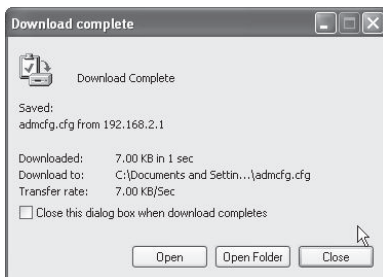 Download complete
Download Complete
Saved:
admcfg.cfg from 192.168.2.1
Downloaded: 7.00 KB in 1 sec
Download to: C:\Documents and Settin...\admcfg.cfg
Transfer rate: 7.00 KB/Sec
Close this dialog box when download completes
Open Open Folder Close